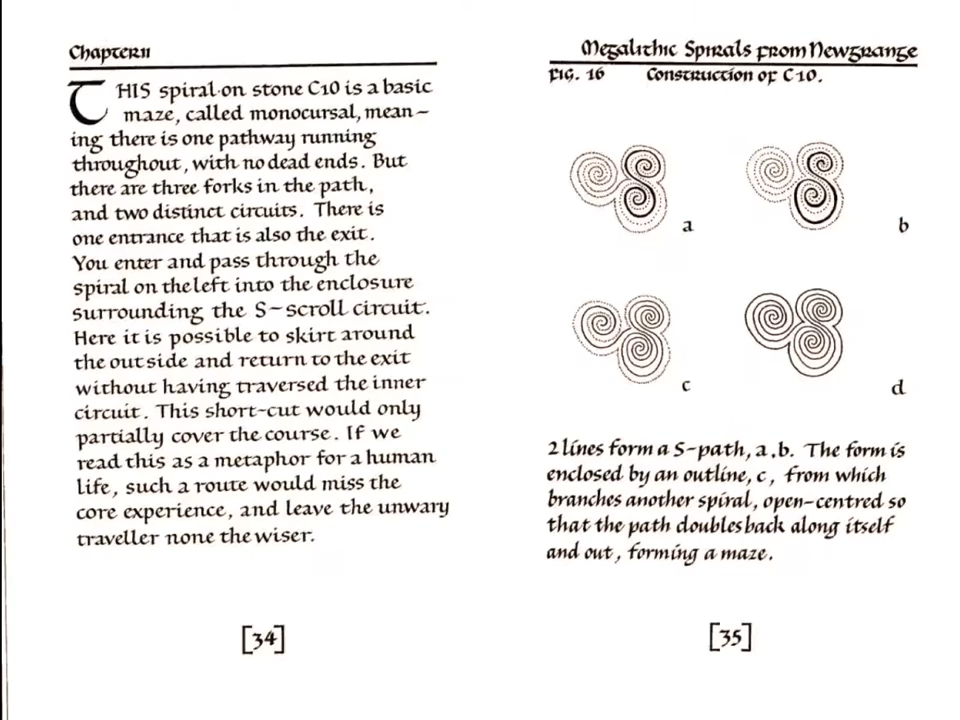 Chapter II
THIS spiral on stone C10 is a basic
maze, called monocursal, mean-
ing there is one pathway running
throughout, with no dead ends. But
there are three forks in the path,
and two distinct circuits. There is
one entrance that is also the exit.
You enter and pass through the
spiral on the left into the enclosure
surrounding the S-scroll circuit.
Here it is possible to skirt around
the outside and return to the exit
without having traversed the inner
circuit. This short-cut would only
partially cover the course. If we
read this as a metaphor for a human
life, such a route would miss the
core experience, and leave the unwary
traveller none the wiser.
[34]
Megalithic Spirals from Newgrange
Fig. 16 Construction of C10.
a
b
c
d
2 lines form a S-path, a, b. The form is
enclosed by an outline, c, from which
branches another spiral, open-centred so
that the path doubles back along itself
and out, forming a maze.
[35]